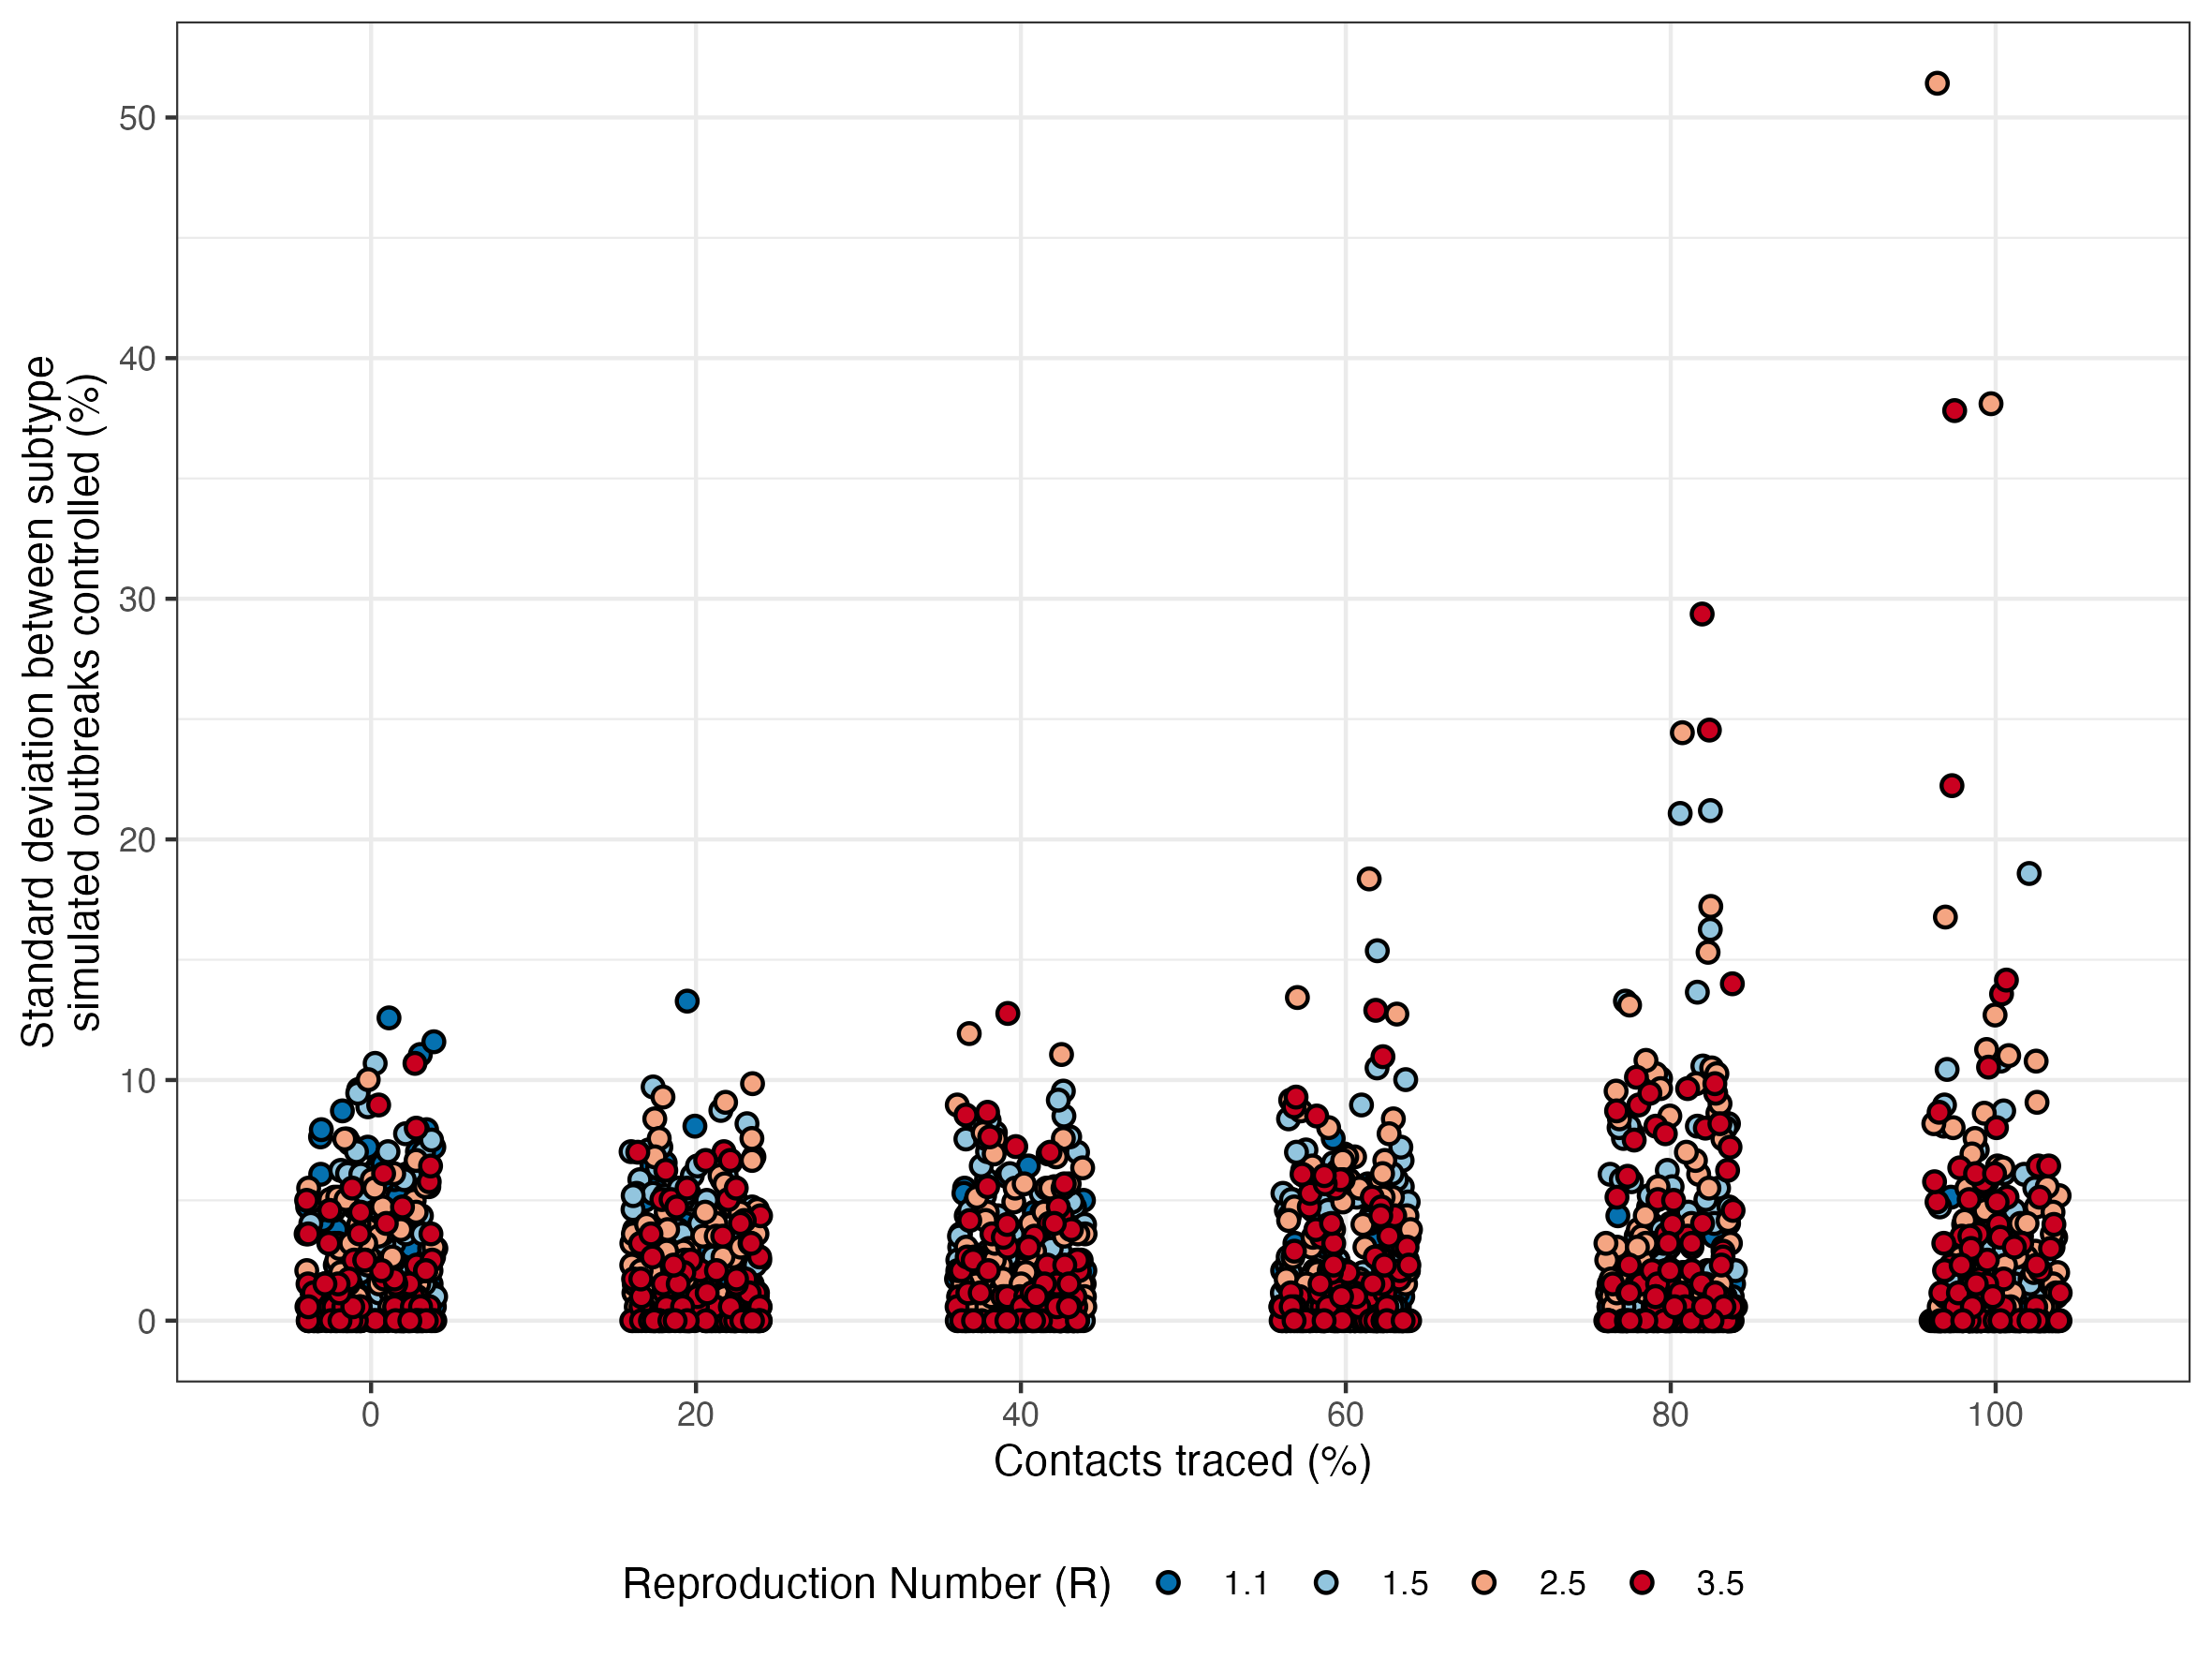 Standard deviation between subtype
simulated outbreaks controlled (%)
50
40
30
20
10
0
0 20 40 60 80 100
Contacts traced (%)
Reproduction Number (R) 1.1 1.5 2.5 3.5